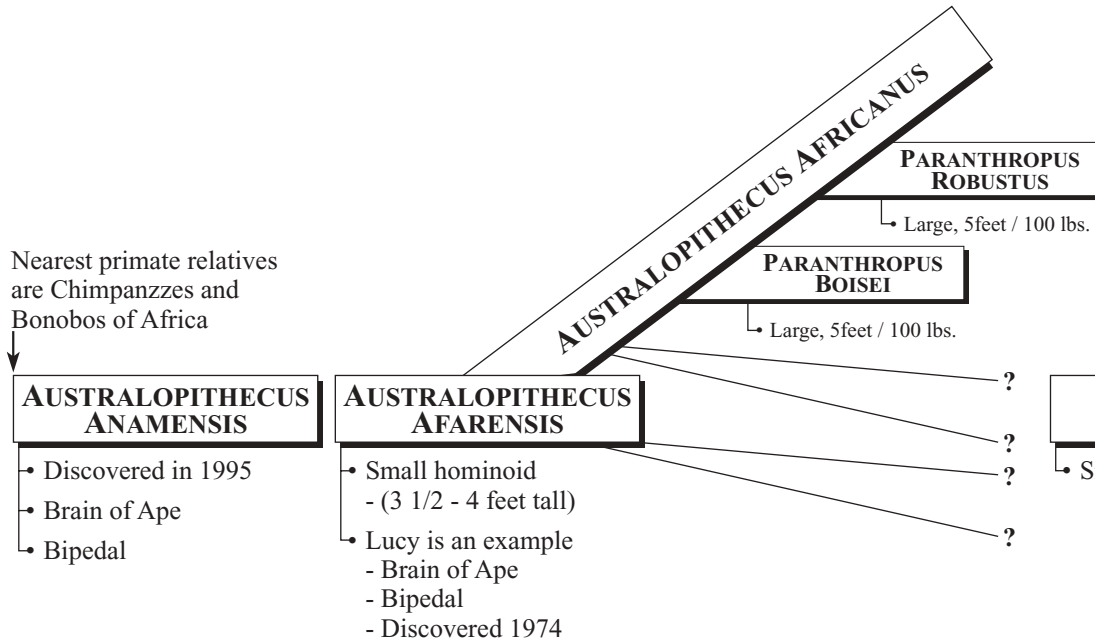 AUSTRALOPITHECUS AFRICANUS
PARANTHROPUS
ROBUSTUS
• Large, 5feet / 100 lbs.
PARANTHROPUS
BOISEI
• Large, 5feet / 100 lbs.
Nearest primate relatives
are Chimpanzzes and
Bonobos of Africa
AUSTRALOPITHECUS
ANAMENSIS
• Discovered in 1995
• Brain of Ape
• Bipedal
AUSTRALOPITHECUS
AFARENSIS
• Small hominoid
- (3 1/2 - 4 feet tall)
• Lucy is an example
- Brain of Ape
- Bipedal
- Discovered 1974
?
?
?
?
• S